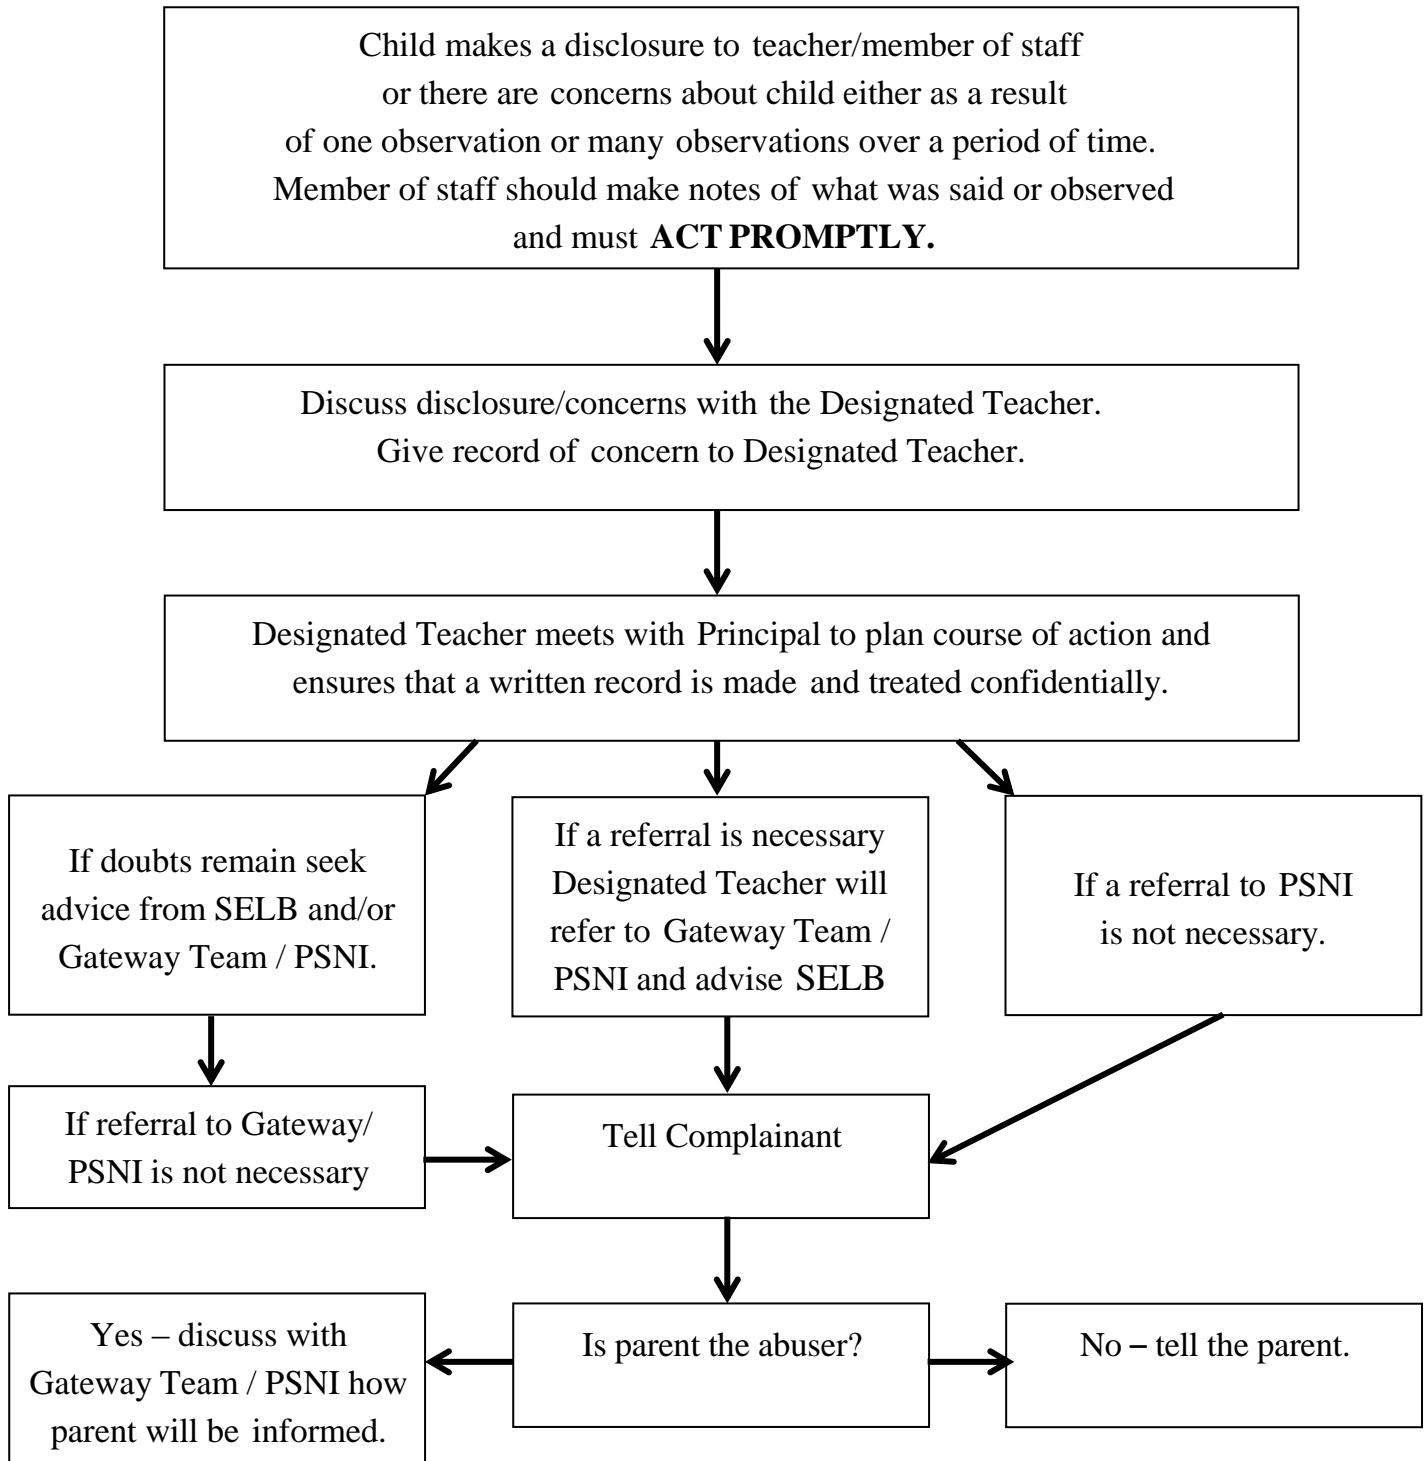 Child makes a disclosure to teacher/member of staff
or there are concerns about child either as a result
of one observation or many observations over a period of time.
Member of staff should make notes of what was said or observed
and must ACT PROMPTLY.
Discuss disclosure/concerns with the Designated Teacher.
Give record of concern to Designated Teacher.
Designated Teacher meets with Principal to plan course of action and
ensures that a written record is made and treated confidentially.
If doubts remain seek
advice from SELB and/or
Gateway Team / PSNI.
If a referral is necessary
Designated Teacher will
refer to Gateway Team /
PSNI and advise SELB
If a referral to PSNI
is not necessary.
If referral to Gateway/
PSNI is not necessary
Tell Complainant
Yes – discuss with
Gateway Team / PSNI how
parent will be informed.
Is parent the abuser?
No – tell the parent.